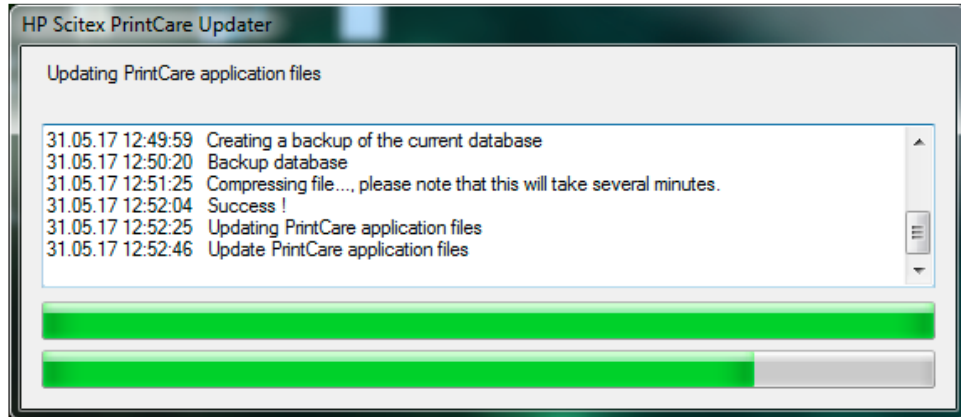 HP Scitex PrintCare Updater
Updating PrintCare application files
31.05.17 12:49:59 Creating a backup of the current database
31.05.17 12:50:20 Backup database
31.05.17 12:51:25 Compressing file..., please note that this will take several minutes.
31.05.17 12:52:04 Success !
31.05.17 12:52:25 Updating PrintCare application files
31.05.17 12:52:46 Update PrintCare application files